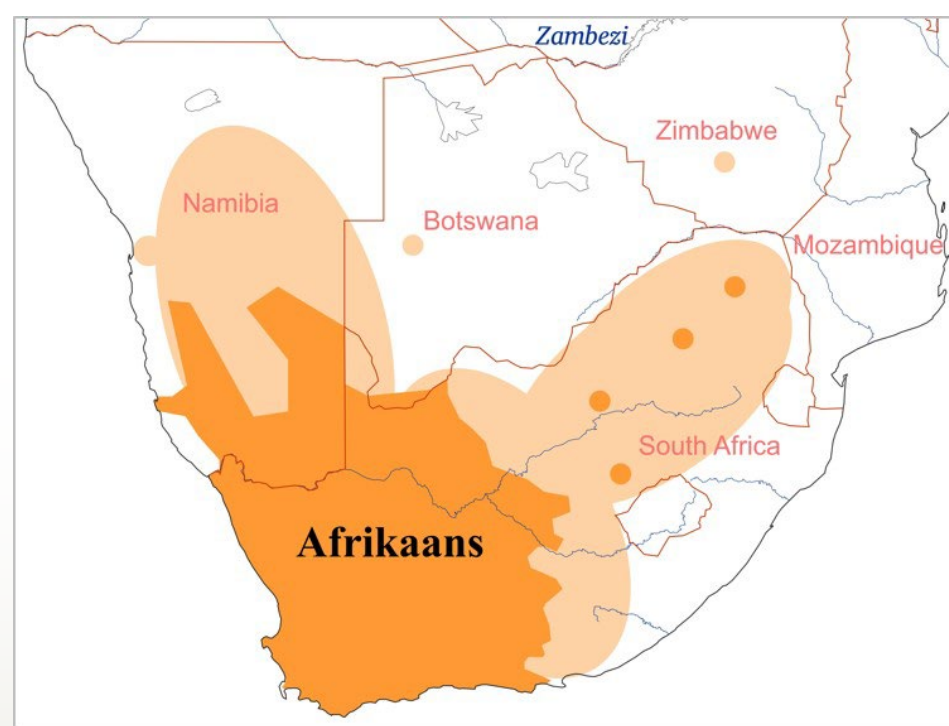 Zambezi
Zimbabwe
Namibia
Botswana
Mozambique
South Africa
Afrikaans